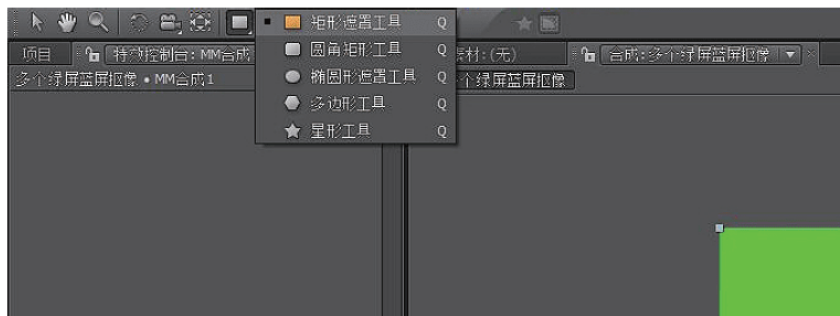 矩形遮罩工具 Q
圆角矩形工具 Q
椭圆形遮罩工具 Q
多边形工具 Q
星形工具 Q
项目 特效控制台: MM合成 素材: (无) 合成: 多个绿屏蓝屏抠像
多个绿屏蓝屏抠像 • MM合成1 个绿屏蓝屏抠像